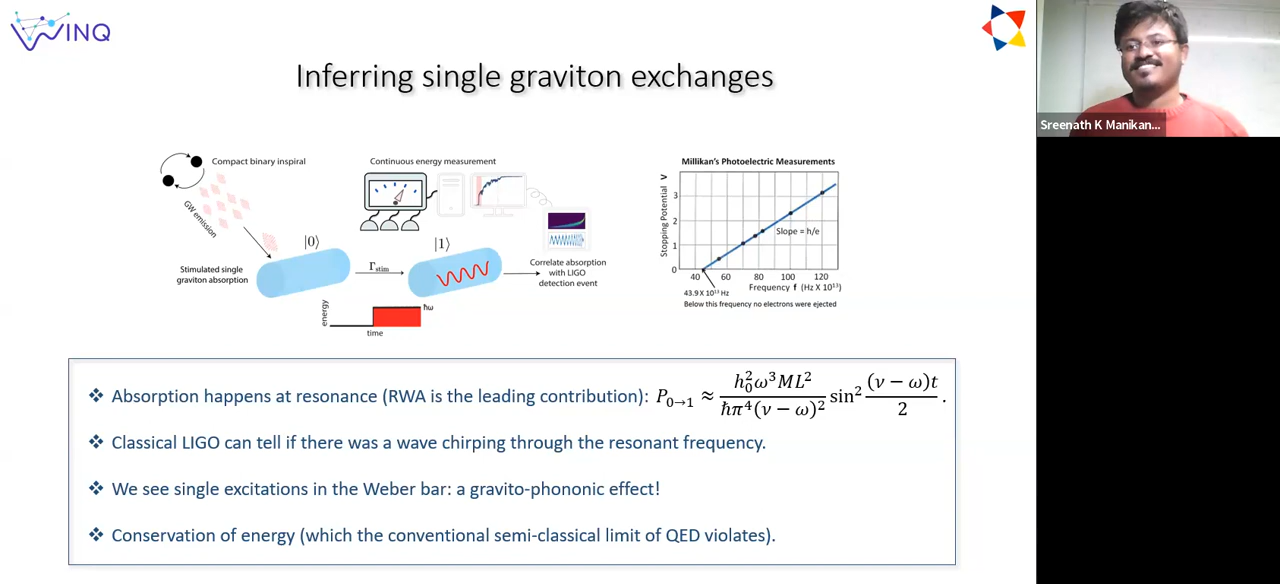 WINQ
Inferring single graviton exchanges
Sreenath K Manikan...
Compact binary inspiral
GW emission
Stimulated single
graviton absorption
|0⟩
Γstim
|1⟩
Continuous energy measurement
Correlate absorption
with LIGO
detection event
energy
ħω
time
Millikan's Photoelectric Measurements
Stopping Potential V
3
2
1
0
Slope = h/e
40 60 80 100 120
Frequency f (Hz X 10¹³)
43.9 X 10¹³ Hz
Below this frequency no electrons were ejected
❖ Absorption happens at resonance (RWA is the leading contribution): P₀→₁ ≈ h₀²ω³ML² / ħπ⁴(ν − ω)² sin² (ν − ω)t / 2 .
❖ Classical LIGO can tell if there was a wave chirping through the resonant frequency.
❖ We see single excitations in the Weber bar: a gravito-phononic effect!
❖ Conservation of energy (which the conventional semi-classical limit of QED violates).